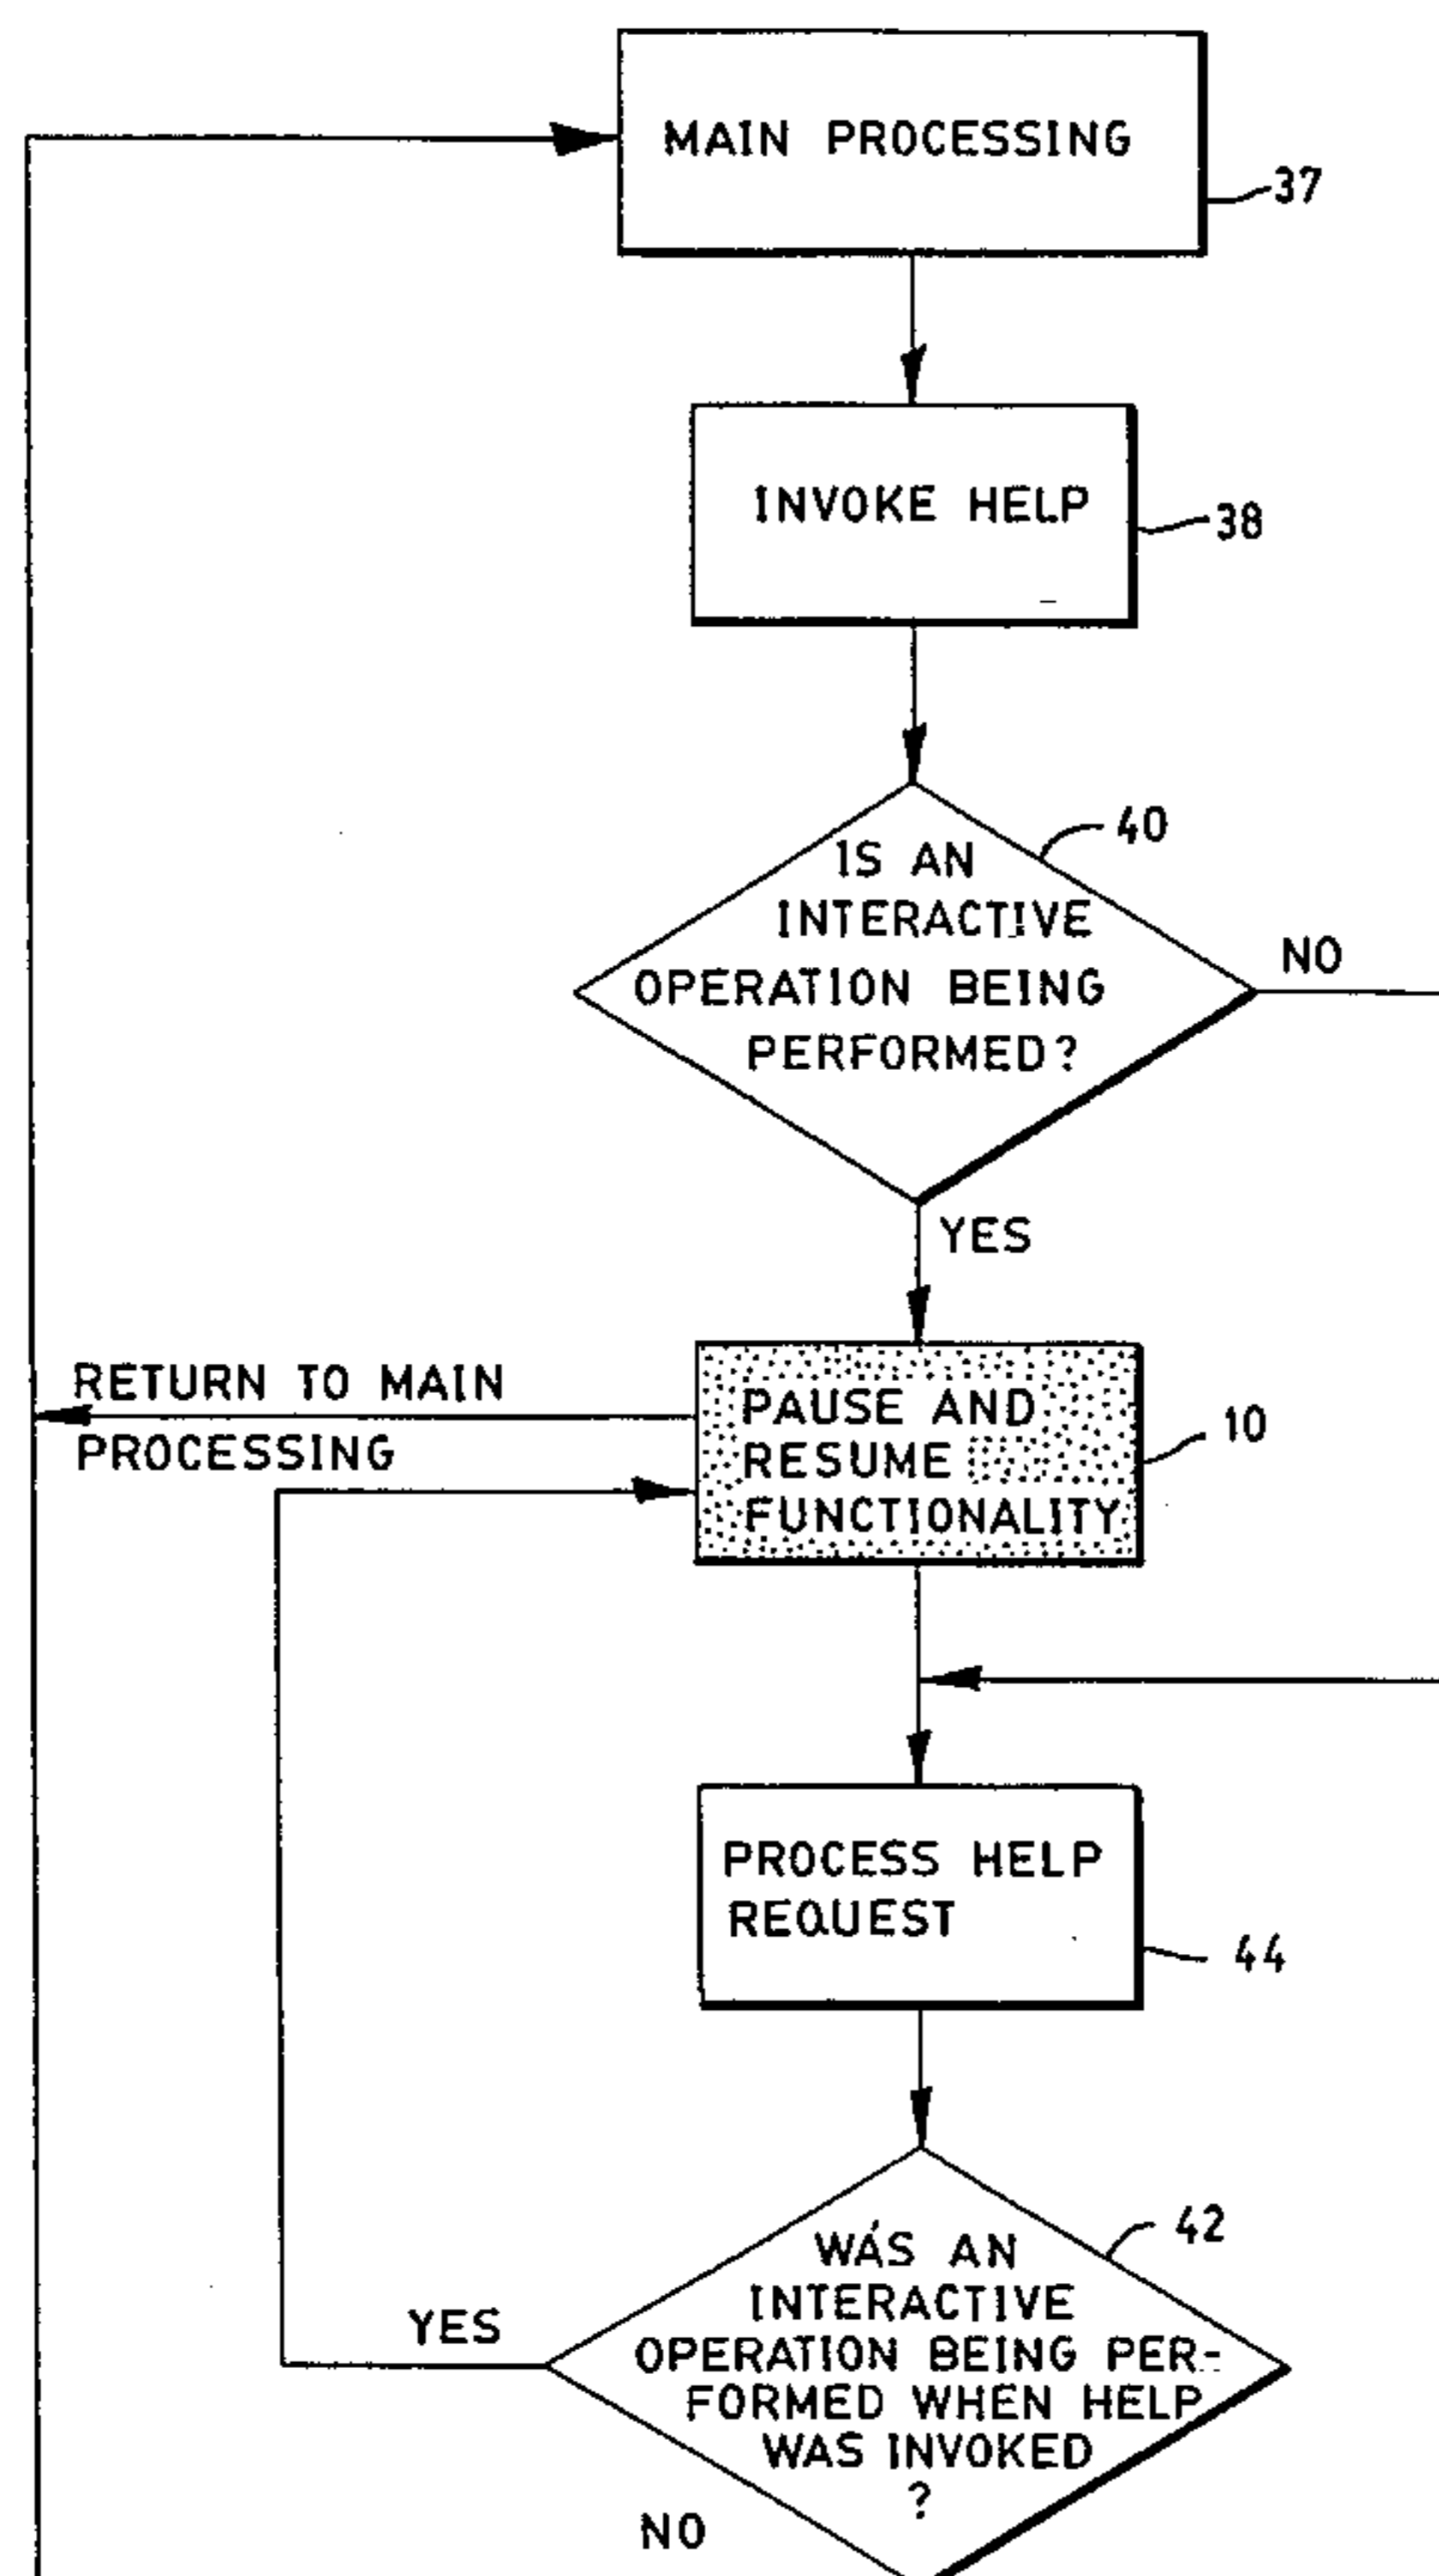 MAIN PROCESSING
37
INVOKE HELP
38
40
IS AN
INTERACTIVE
OPERATION BEING
PERFORMED?
NO
YES
RETURN TO MAIN
PROCESSING
PAUSE AND
RESUME
FUNCTIONALITY
10
PROCESS HELP
REQUEST
44
42
WAS AN
INTERACTIVE
OPERATION BEING PER-
FORMED WHEN HELP
WAS INVOKED
?
YES
NO